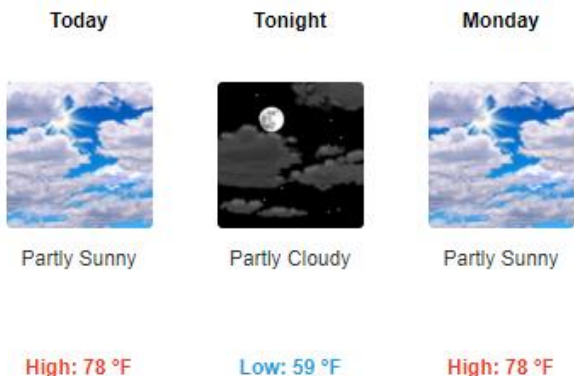 Today
Tonight
Monday
Partly Sunny
Partly Cloudy
Partly Sunny
High: 78 °F
Low: 59 °F
High: 78 °F